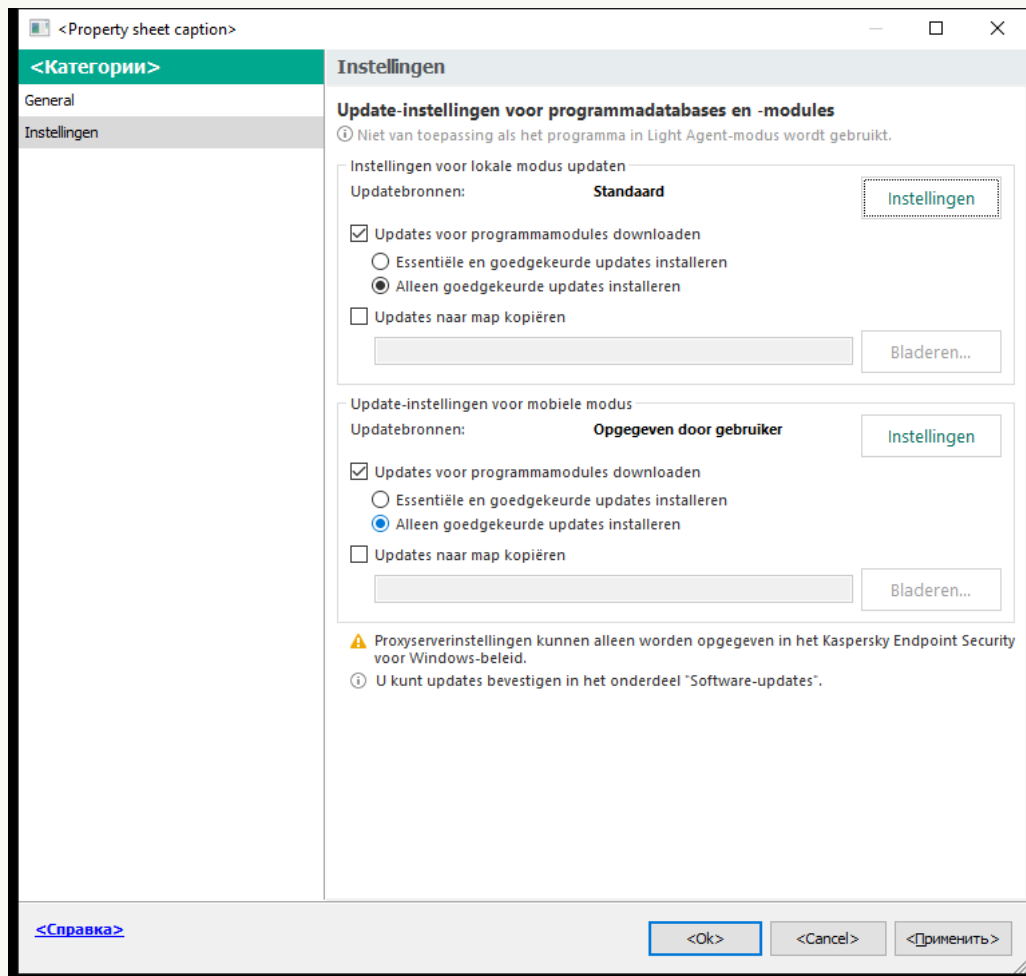 <Property sheet caption>
<Категории>
General
Instellingen
Instellingen
Update-instellingen voor programmadatabases en -modules
Niet van toepassing als het programma in Light Agent-modus wordt gebruikt.
Instellingen voor lokale modus updaten
Updatebronnen: Standaard
Instellingen
Updates voor programmamodules downloaden
Essentiële en goedgekeurde updates installeren
Alleen goedgekeurde updates installeren
Updates naar map kopiëren
Bladeren...
Update-instellingen voor mobiele modus
Updatebronnen: Opgegeven door gebruiker
Instellingen
Updates voor programmamodules downloaden
Essentiële en goedgekeurde updates installeren
Alleen goedgekeurde updates installeren
Updates naar map kopiëren
Bladeren...
Proxyserverinstellingen kunnen alleen worden opgegeven in het Kaspersky Endpoint Security
voor Windows-beleid.
U kunt updates bevestigen in het onderdeel "Software-updates".
<Справка>
<Ok>
<Cancel>
<Применить>